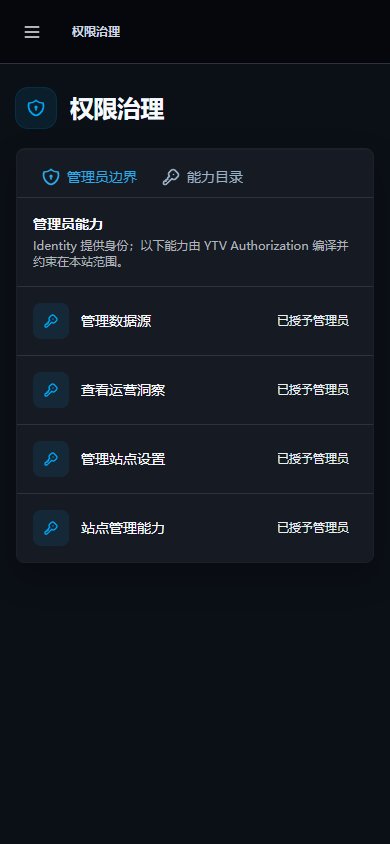 权限治理
权限治理
管理员边界
能力目录
管理员能力
Identity 提供身份；以下能力由 YTV Authorization 编译并
约束在本站范围。
管理数据源
已授予管理员
查看运营洞察
已授予管理员
管理站点设置
已授予管理员
站点管理能力
已授予管理员